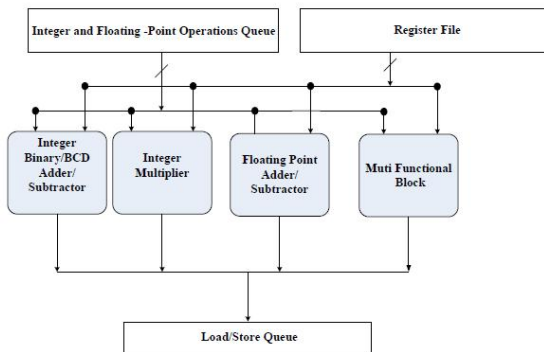 Integer and Floating -Point Operations Queue
Register File
Integer
Binary/BCD
Adder/
Subtractor
Integer
Multiplier
Floating Point
Adder/
Subtractor
Muti Functional
Block
Load/Store Queue